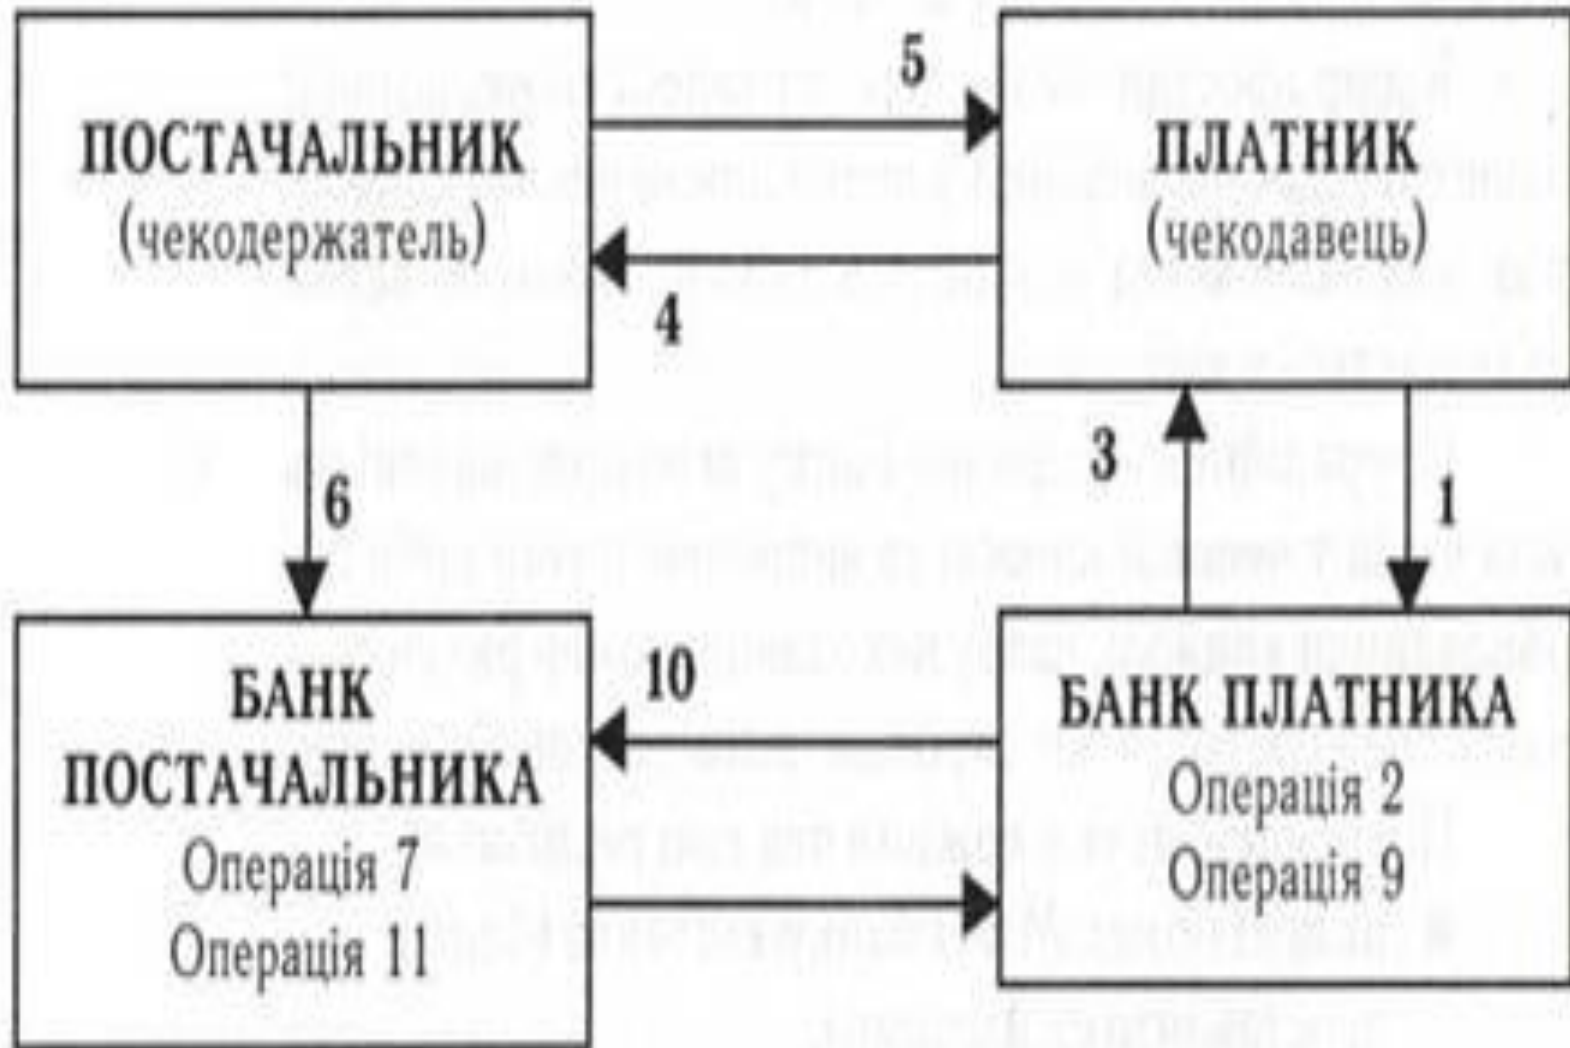 ПОСТАЧАЛЬНИК
(чекодержатель)
5
4
ПЛАТНИК
(чекодавець)
6
3
1
БАНК
ПОСТАЧАЛЬНИКА
Операція 7
Операція 11
10
БАНК ПЛАТНИКА
Операція 2
Операція 9